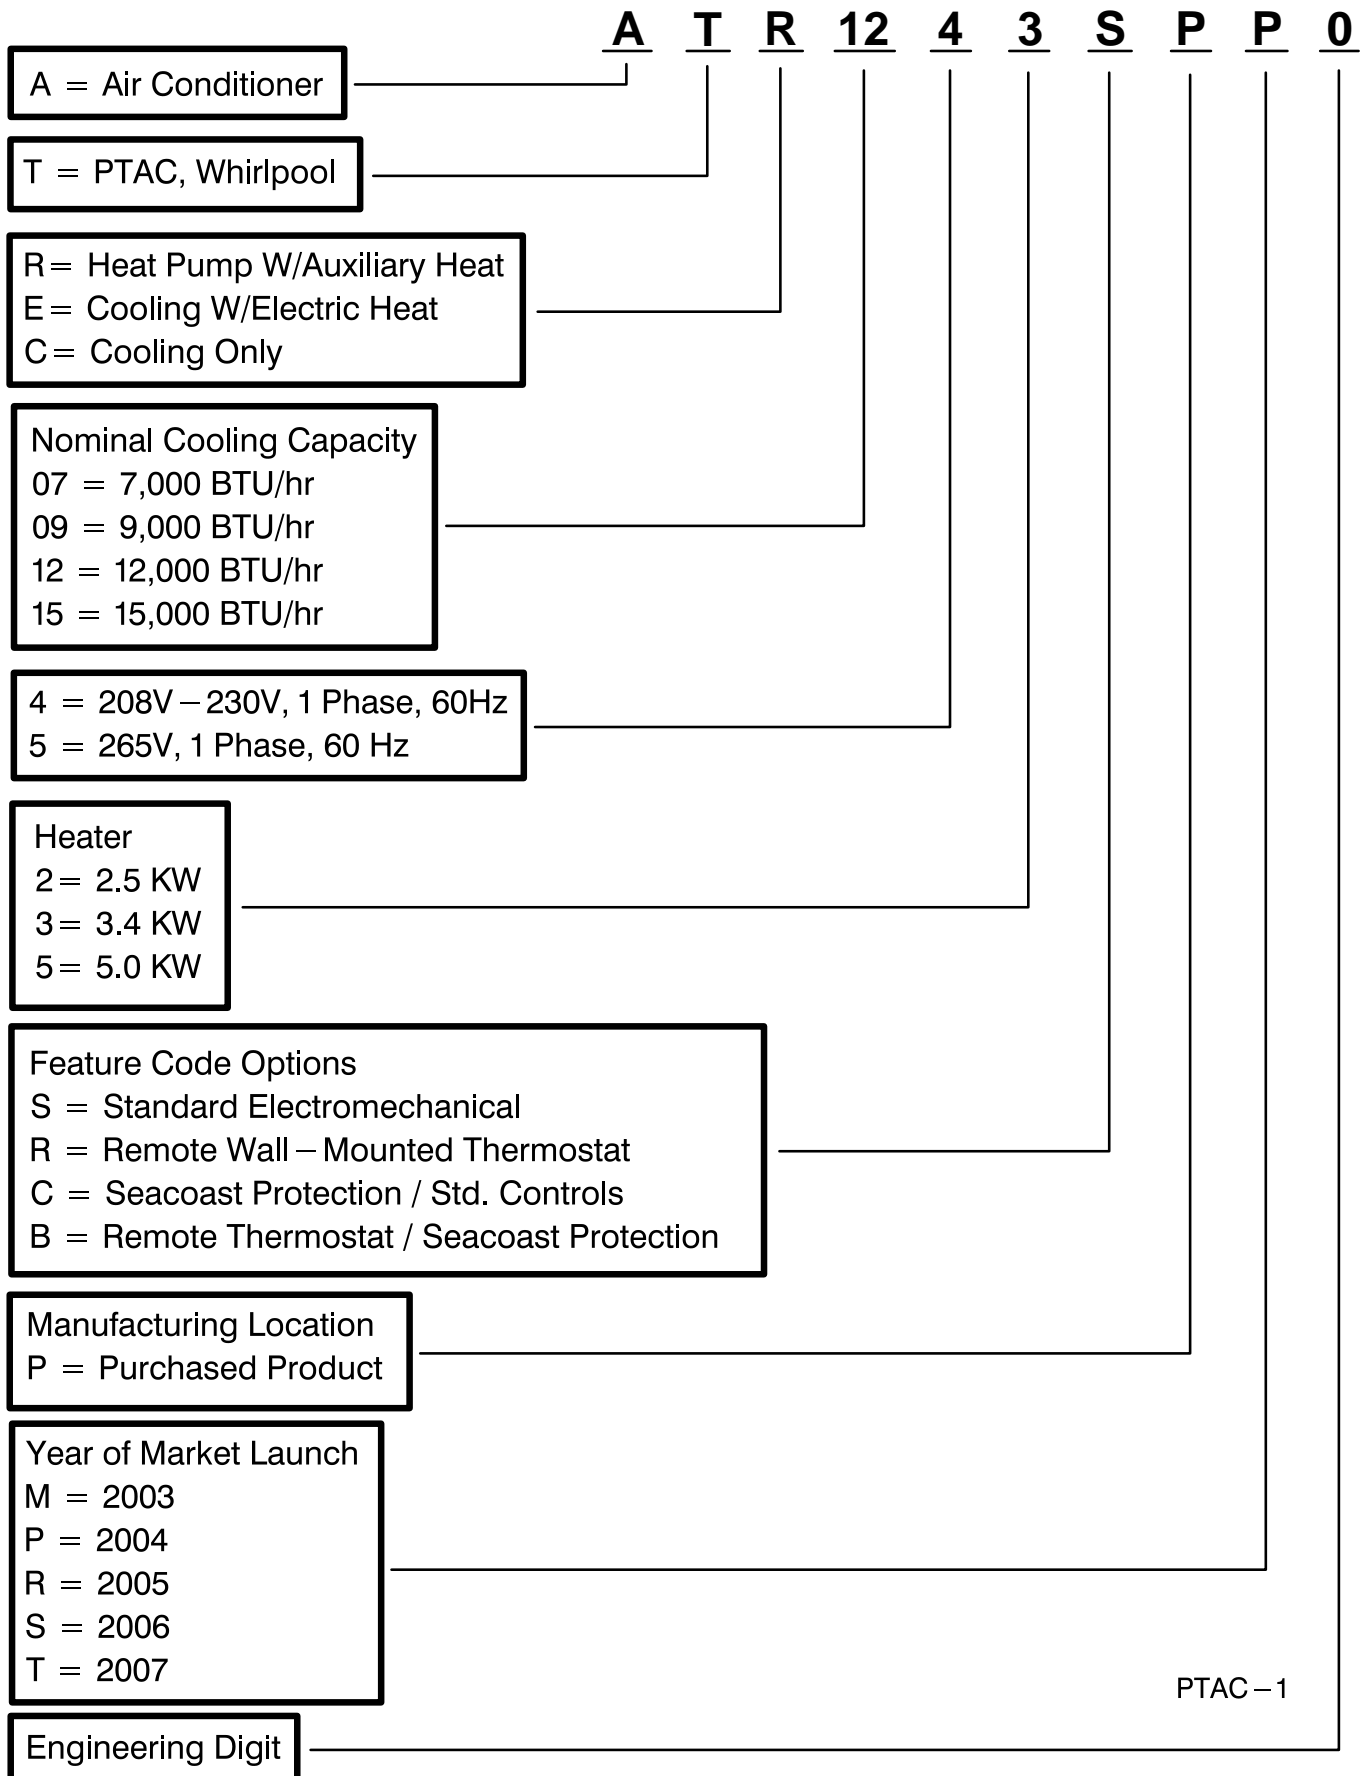 A T R 12 4 3 S P P 0
A = Air Conditioner
T = PTAC, Whirlpool
R = Heat Pump W/Auxiliary Heat
E = Cooling W/Electric Heat
C = Cooling Only
Nominal Cooling Capacity
07 = 7,000 BTU/hr
09 = 9,000 BTU/hr
12 = 12,000 BTU/hr
15 = 15,000 BTU/hr
4 = 208V – 230V, 1 Phase, 60Hz
5 = 265V, 1 Phase, 60 Hz
Heater
2 = 2.5 KW
3 = 3.4 KW
5 = 5.0 KW
Feature Code Options
S = Standard Electromechanical
R = Remote Wall – Mounted Thermostat
C = Seacoast Protection / Std. Controls
B = Remote Thermostat / Seacoast Protection
Manufacturing Location
P = Purchased Product
Year of Market Launch
M = 2003
P = 2004
R = 2005
S = 2006
T = 2007
PTAC – 1
Engineering Digit